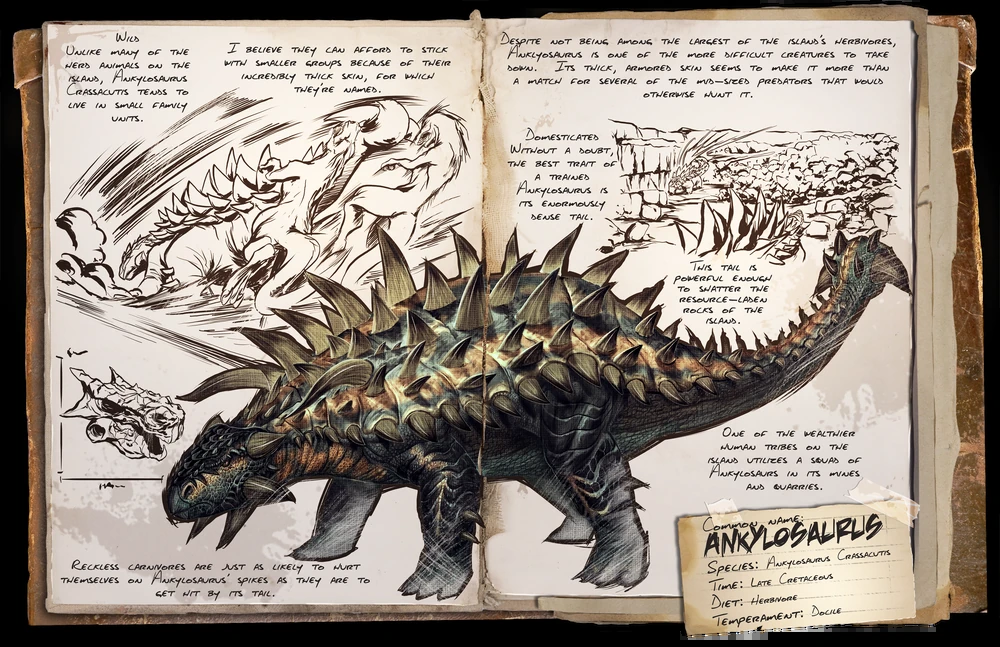 Wild
Unlike many of the
herd animals on the
island, Ankylosaurus
Crassacutis tends to
live in small family
units.
I believe they can afford to stick
with smaller groups because of their
incredibly thick skin, for which
they're named.
Despite not being among the largest of the island's herbivores,
Ankylosaurus is one of the more difficult creatures to take
down. Its thick, armored skin seems to make it more than
a match for several of the mid-sized predators that would
otherwise hunt it.
Domesticated
Without a doubt,
the best trait of
a trained
Ankylosaurus is
its enormously
dense tail.
This tail is
powerful enough
to shatter the
resource-laden
rocks of the
island.
One of the wealthier
human tribes on the
island utilizes a squad of
Ankylosaurs in its mines
and quarries.
Reckless carnivores are just as likely to hurt
themselves on Ankylosaurus' spikes as they are to
get hit by its tail.
Common name:
Ankylosaurus
Species: Ankylosaurus Crassacutis
Time: Late Cretaceous
Diet: Herbivore
Temperament: Docile